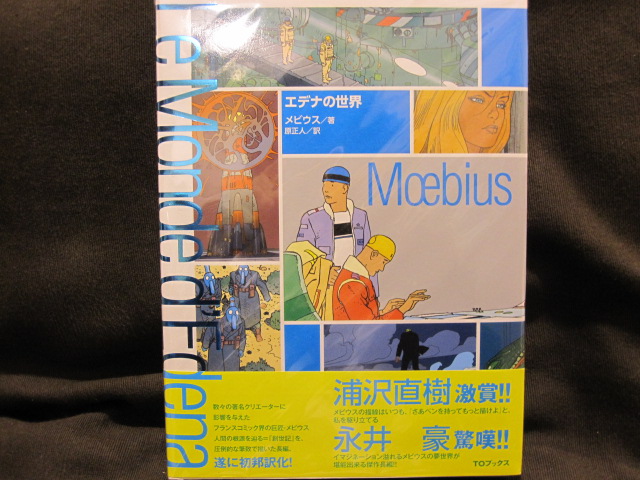 Le Monde d'Edena
エデナの世界
メビウス/著
原正人/訳
Mœbius
浦沢直樹 激賞!!
メビウスの描線はいつも、「さあペンを持ってもっと描けよ」と、
私を駆り立てる
永井 豪 驚嘆!!
イマジネーション溢れるメビウスの夢世界が
堪能出来る傑作長編!!
数々の著名クリエーターに
影響を与えた
フランスコミック界の巨匠・メビウス
人間の根源を辿る=「創世記」を、
圧倒的な筆致で描いた長編。
遂に初邦訳化!
TOブックス